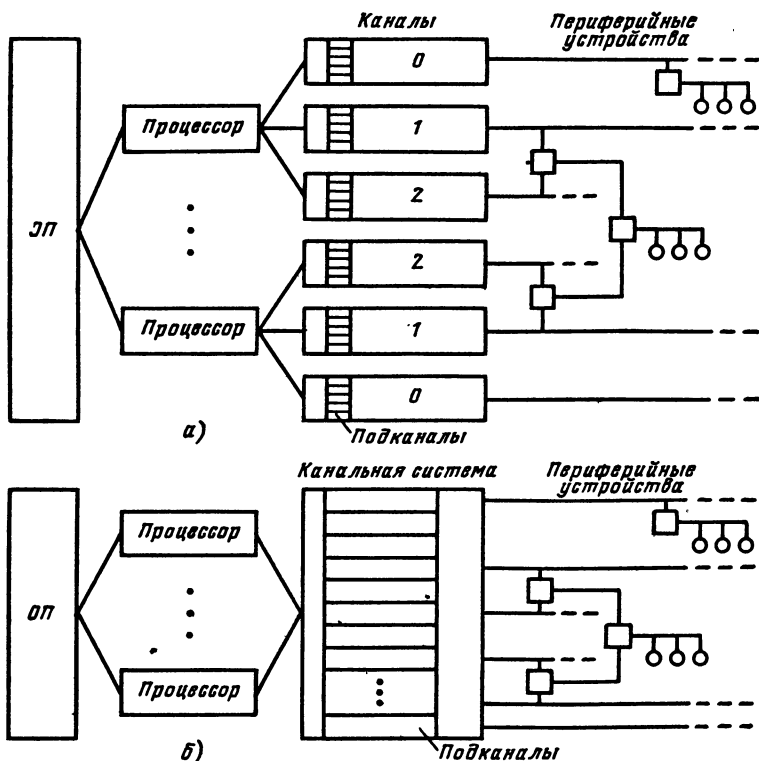 Каналы
Периферийные
устройства
0
Процессор
1
2
ОП
2
Процессор
1
0
а)
Подканалы
Канальная система
Периферийные
устройства
Процессор
ОП
Процессор
б)
Подканалы